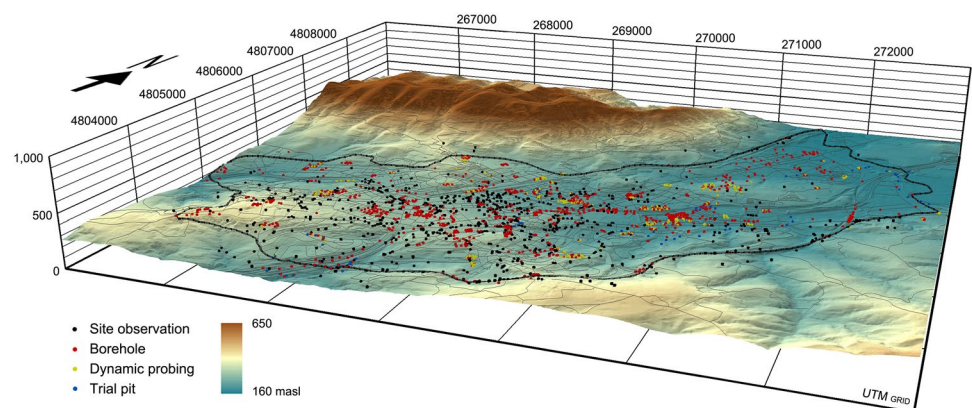 267000
268000
269000
270000
271000
272000
4808000
4807000
4806000
4805000
4804000
N
1,000
500
0
Site observation
Borehole
Dynamic probing
Trial pit
650
160 masl
UTM GRID